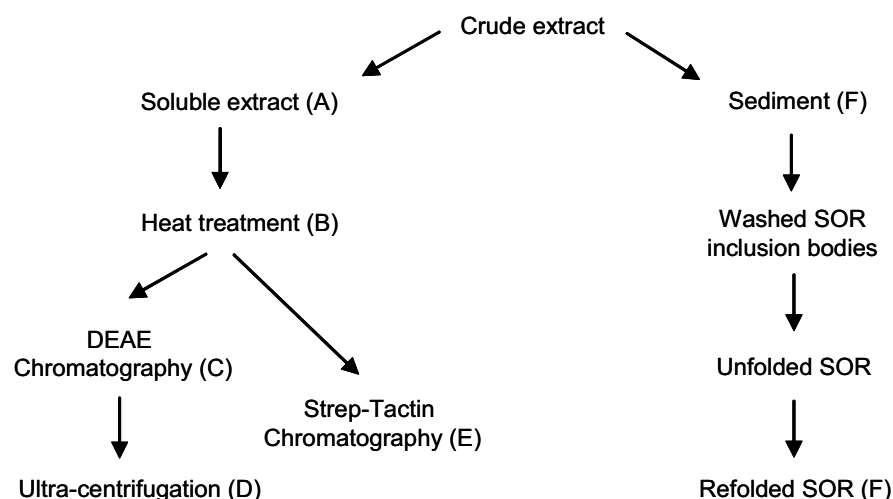 Crude extract
Soluble extract (A)
Sediment (F)
Heat treatment (B)
Washed SOR
inclusion bodies
DEAE
Chromatography (C)
Unfolded SOR
Strep-Tactin
Chromatography (E)
Ultra-centrifugation (D)
Refolded SOR (F)